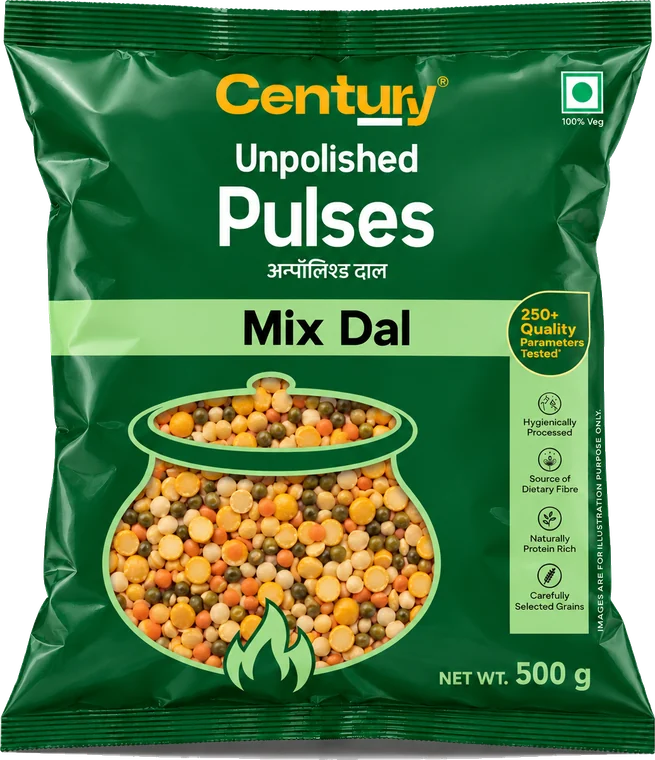 Century®
100% Veg
Unpolished
Pulses
अनपॉलिश्ड दाल
Mix Dal
250+
Quality
Parameters
Tested*
Hygienically
Processed
Source of
Dietary Fibre
Naturally
Protein Rich
Carefully
Selected Grains
IMAGES ARE FOR ILLUSTRATION PURPOSE ONLY.
NET WT. 500 g